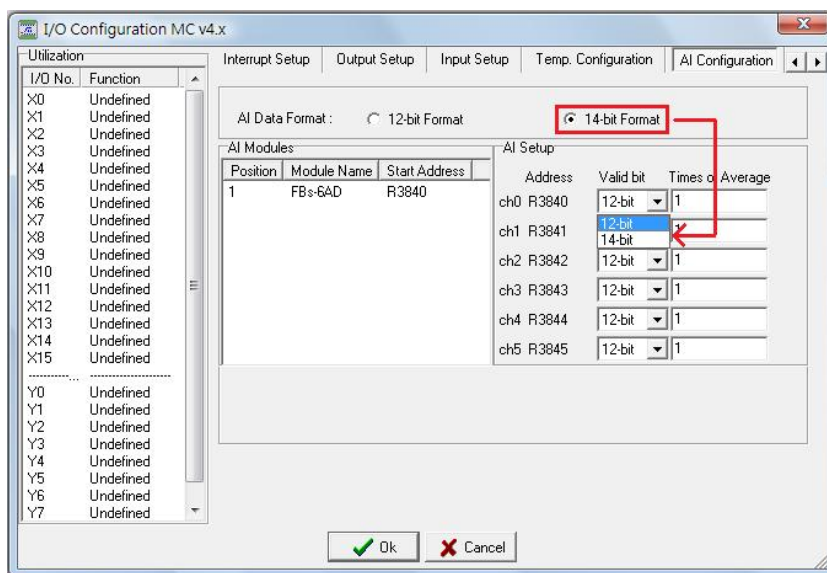 I/O Configuration MC v4.x
Utilization
I/O No. Function
X0 Undefined
X1 Undefined
X2 Undefined
X3 Undefined
X4 Undefined
X5 Undefined
X6 Undefined
X7 Undefined
X8 Undefined
X9 Undefined
X10 Undefined
X11 Undefined
X12 Undefined
X13 Undefined
X14 Undefined
X15 Undefined
Y0 Undefined
Y1 Undefined
Y2 Undefined
Y3 Undefined
Y4 Undefined
Y5 Undefined
Y6 Undefined
Y7 Undefined
Interrupt Setup Output Setup Input Setup Temp. Configuration AI Configuration
AI Data Format : 12-bit Format 14-bit Format
AI Modules
Position Module Name Start Address
1 FBs-6AD R3840
AI Setup
Address Valid bit Times of Average
ch0 R3840 12-bit 1
12-bit
ch1 R3841 1
14-bit
ch2 R3842 12-bit 1
ch3 R3843 12-bit 1
ch4 R3844 12-bit 1
ch5 R3845 12-bit 1
Ok Cancel